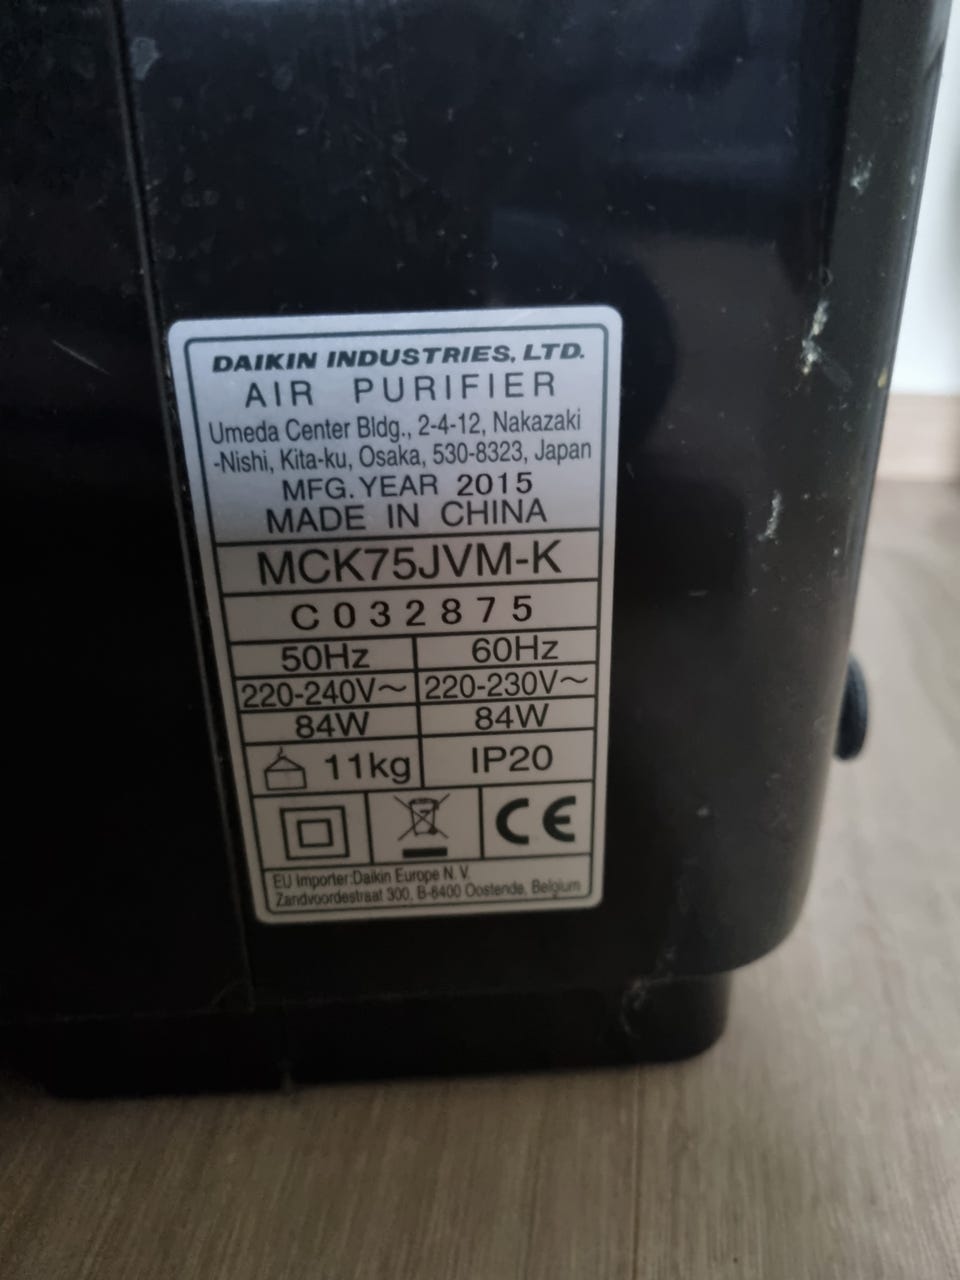 DAIKIN INDUSTRIES, LTD.
AIR PURIFIER
Umeda Center Bldg., 2-4-12, Nakazaki
-Nishi, Kita-ku, Osaka, 530-8323, Japan
MFG. YEAR 2015
MADE IN CHINA
MCK75JVM-K
C032875
50Hz 60Hz
220-240V~ 220-230V~
84W 84W
11kg IP20
CE
EU Importer:Daikin Europe N. V.
Zandvoordestraat 300, B-8400 Oostende, Belgium